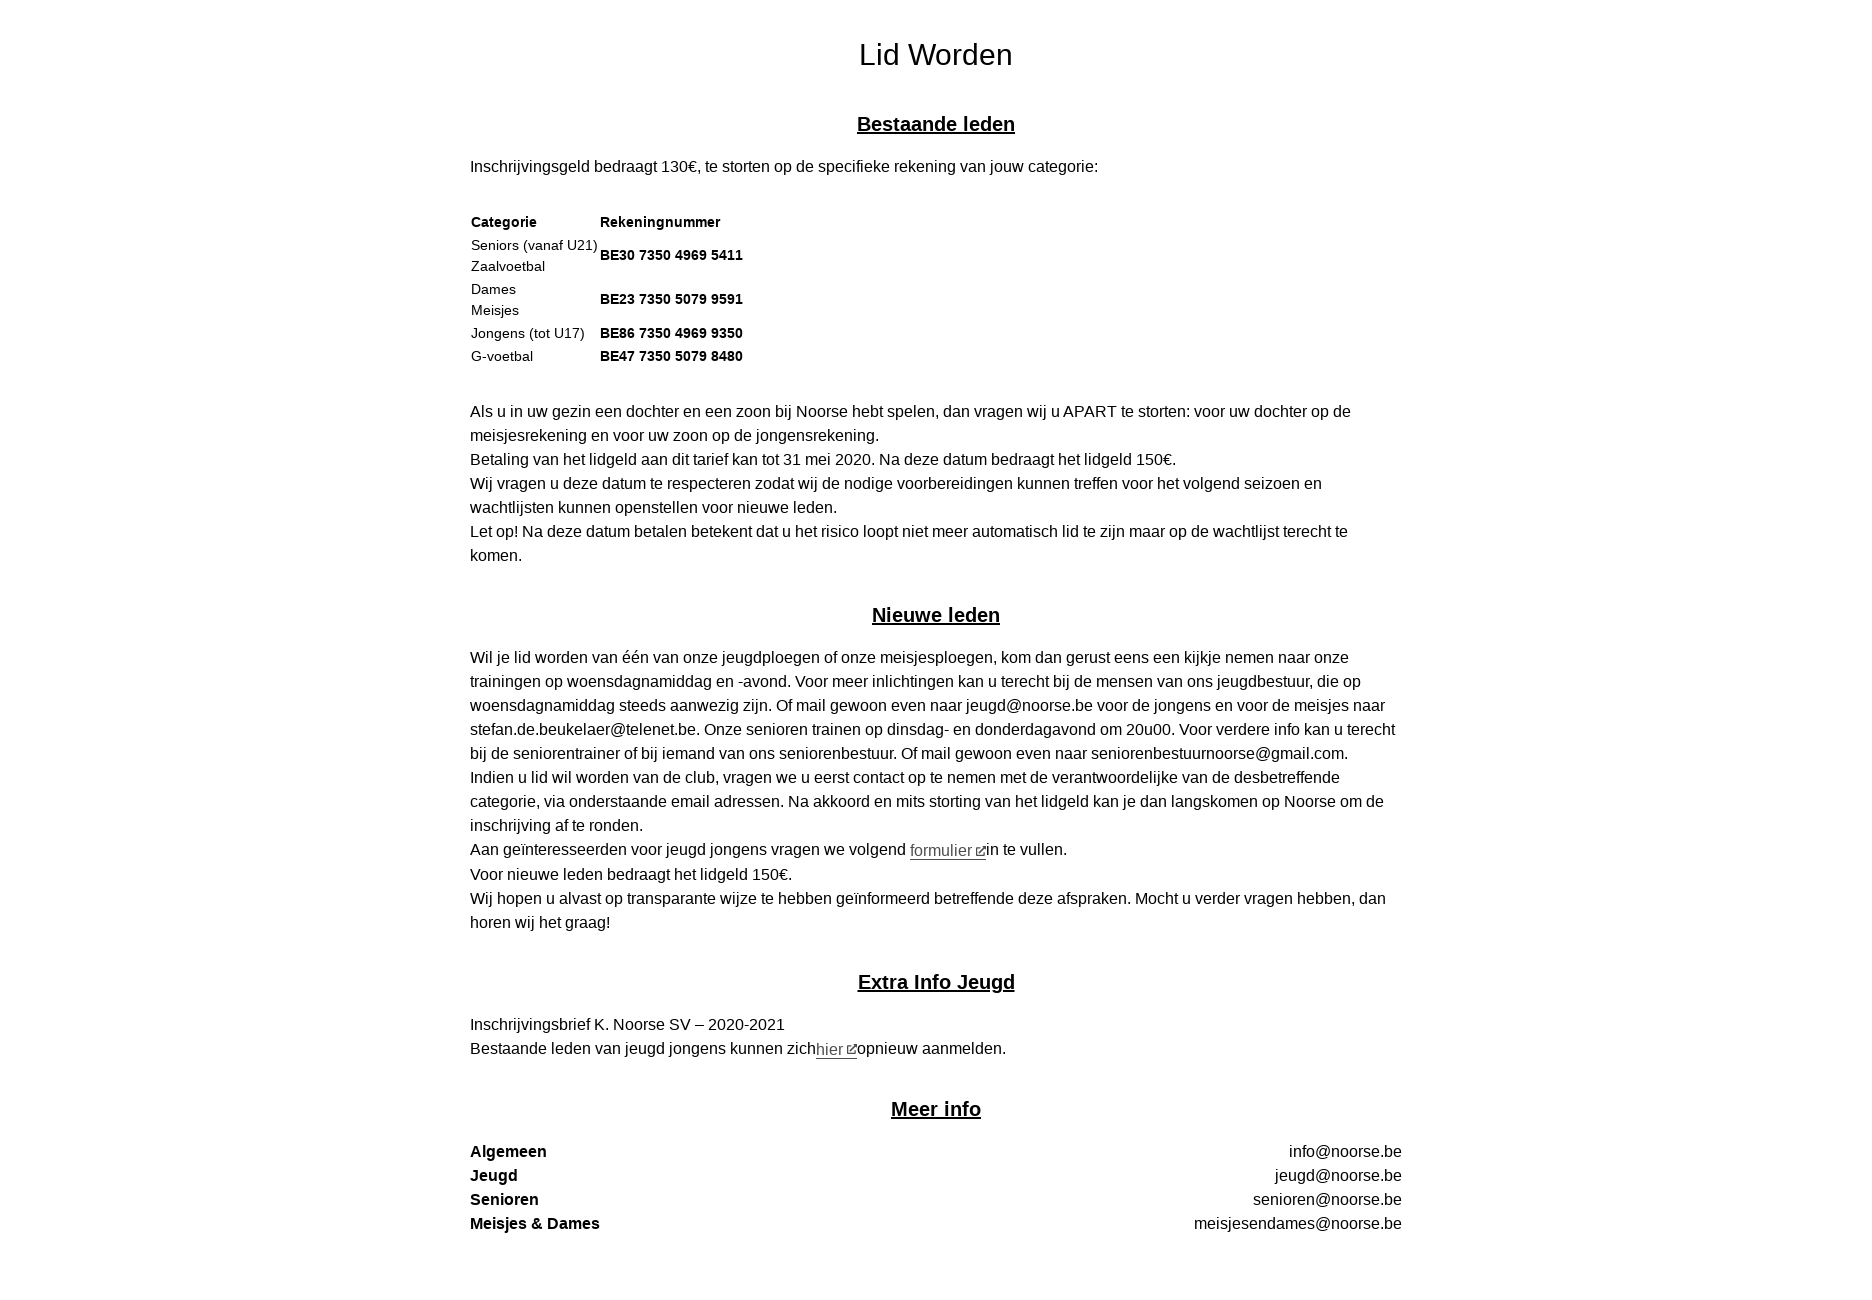 Lid Worden
Bestaande leden
Inschrijvingsgeld bedraagt 130€, te storten op de specifieke rekening van jouw categorie:
Categorie Rekeningnummer
Seniors (vanaf U21)
Zaalvoetbal
BE30 7350 4969 5411
Dames
Meisjes
BE23 7350 5079 9591
Jongens (tot U17) BE86 7350 4969 9350
G-voetbal BE47 7350 5079 8480
Als u in uw gezin een dochter en een zoon bij Noorse hebt spelen, dan vragen wij u APART te storten: voor uw dochter op de
meisjesrekening en voor uw zoon op de jongensrekening.
Betaling van het lidgeld aan dit tarief kan tot 31 mei 2020. Na deze datum bedraagt het lidgeld 150€.
Wij vragen u deze datum te respecteren zodat wij de nodige voorbereidingen kunnen treffen voor het volgend seizoen en
wachtlijsten kunnen openstellen voor nieuwe leden.
Let op! Na deze datum betalen betekent dat u het risico loopt niet meer automatisch lid te zijn maar op de wachtlijst terecht te
komen.
Nieuwe leden
Wil je lid worden van één van onze jeugdploegen of onze meisjesploegen, kom dan gerust eens een kijkje nemen naar onze
trainingen op woensdagnamiddag en -avond. Voor meer inlichtingen kan u terecht bij de mensen van ons jeugdbestuur, die op
woensdagnamiddag steeds aanwezig zijn. Of mail gewoon even naar jeugd@noorse.be voor de jongens en voor de meisjes naar
stefan.de.beukelaer@telenet.be. Onze senioren trainen op dinsdag- en donderdagavond om 20u00. Voor verdere info kan u terecht
bij de seniorentrainer of bij iemand van ons seniorenbestuur. Of mail gewoon even naar seniorenbestuurnoorse@gmail.com.
Indien u lid wil worden van de club, vragen we u eerst contact op te nemen met de verantwoordelijke van de desbetreffende
categorie, via onderstaande email adressen. Na akkoord en mits storting van het lidgeld kan je dan langskomen op Noorse om de
inschrijving af te ronden.
Aan geïnteresseerden voor jeugd jongens vragen we volgend formulier in te vullen.
Voor nieuwe leden bedraagt het lidgeld 150€.
Wij hopen u alvast op transparante wijze te hebben geïnformeerd betreffende deze afspraken. Mocht u verder vragen hebben, dan
horen wij het graag!
Extra Info Jeugd
Inschrijvingsbrief K. Noorse SV – 2020-2021
Bestaande leden van jeugd jongens kunnen zich hier opnieuw aanmelden.
Meer info
Algemeen info@noorse.be
Jeugd jeugd@noorse.be
Senioren senioren@noorse.be
Meisjes & Dames meisjesendames@noorse.be